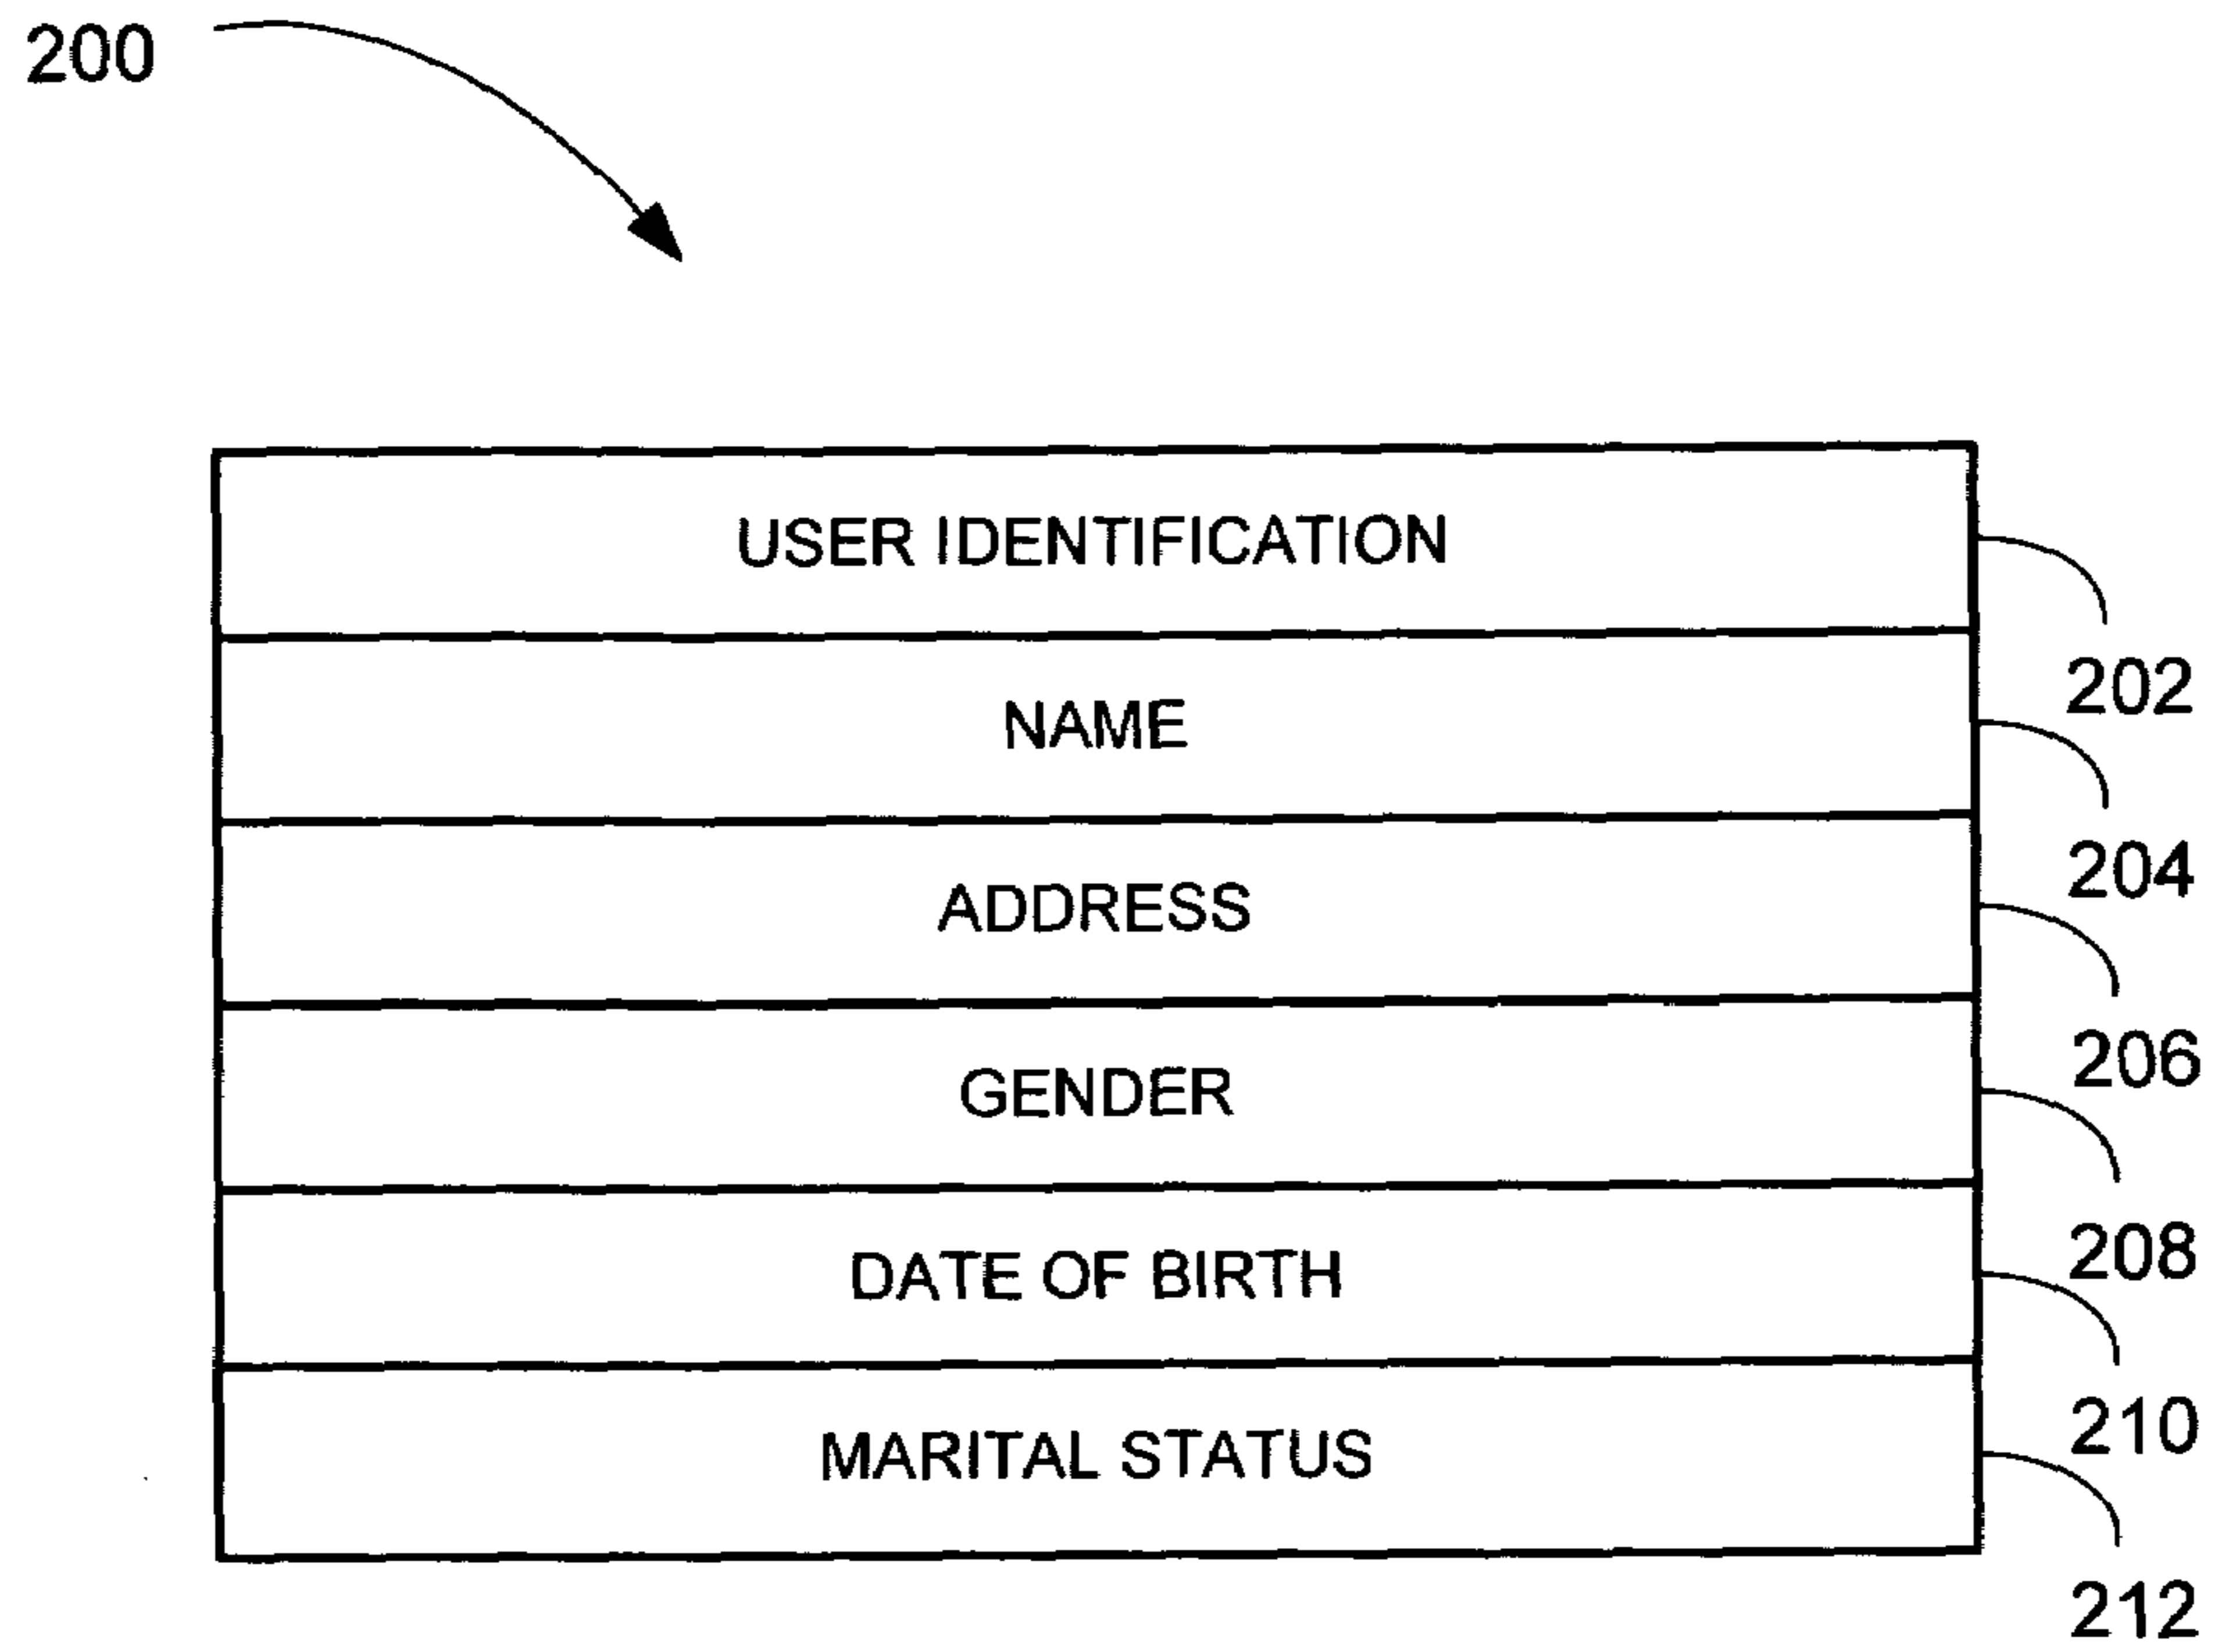 200
USER IDENTIFICATION
202
NAME
204
ADDRESS
206
GENDER
208
DATE OF BIRTH
210
MARITAL STATUS
212